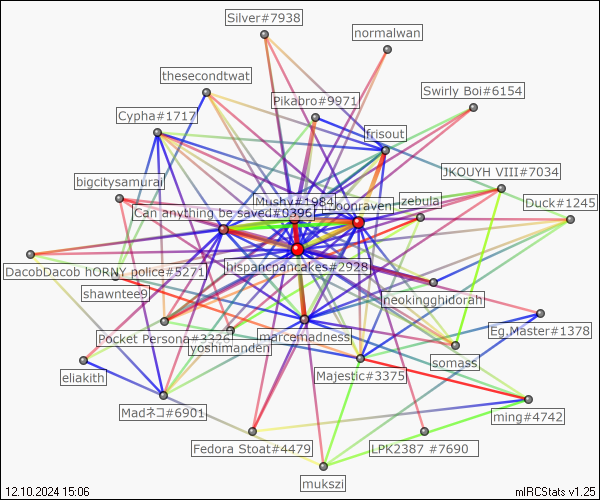 Silver#7938
normalwan
thesecondtwat
Swirly Boi#6154
Pikabro#9971
Cypha#1717
frisout
JKOUYH VIII#7034
bigcitysamurai
Mushy#1984
zebula
Duck#1245
moonraven
Can anything be saved#0396
DacobDacob hORNY police#5271
hispancpancakes#2928
shawntee9
neokingghidorah
Pocket Persona#3326
marcemadness
Eg.Master#1378
yoshimanden
somass
eliakith
Majestic#3375
Madネコ#6901
ming#4742
Fedora Stoat#4479
LPK2387 #7690
mukszi
12.10.2024 15:06
mIRCStats v1.25